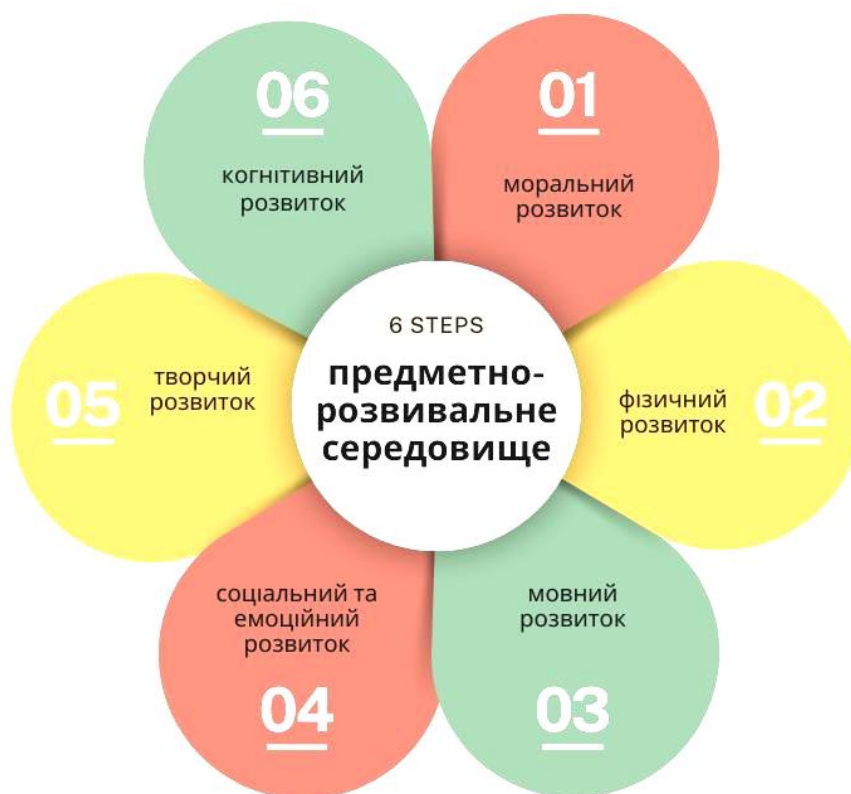 6 STEPS
предметно-
розвивальне
середовище
01
моральний
розвиток
02
фізичний
розвиток
03
мовний
розвиток
04
соціальний та
емоційний
розвиток
05
творчий
розвиток
06
когнітивний
розвиток